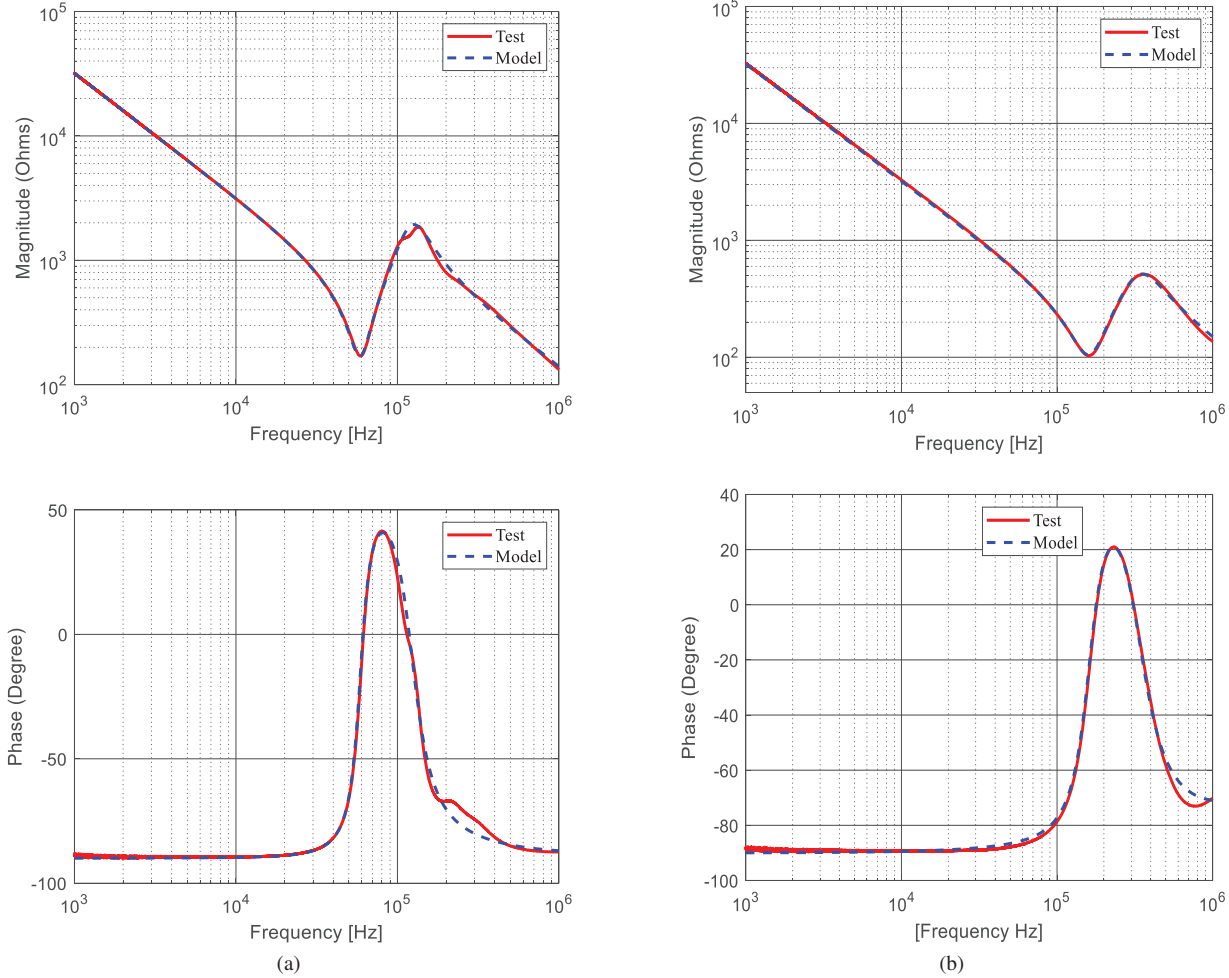 10^5
10^4
10^3
10^2
Magnitude (Ohms)
10^3
10^4
10^5
10^6
Frequency [Hz]
Test
Model
10^5
10^4
10^3
10^2
Magnitude (Ohms)
10^3
10^4
10^5
10^6
Frequency [Hz]
Test
Model
50
0
-50
-100
Phase (Degree)
10^3
10^4
10^5
10^6
Frequency [Hz]
Test
Model
(a)
40
20
0
-20
-40
-60
-80
-100
Phase (Degree)
10^3
10^4
10^5
10^6
[Frequency Hz]
Test
Model
(b)